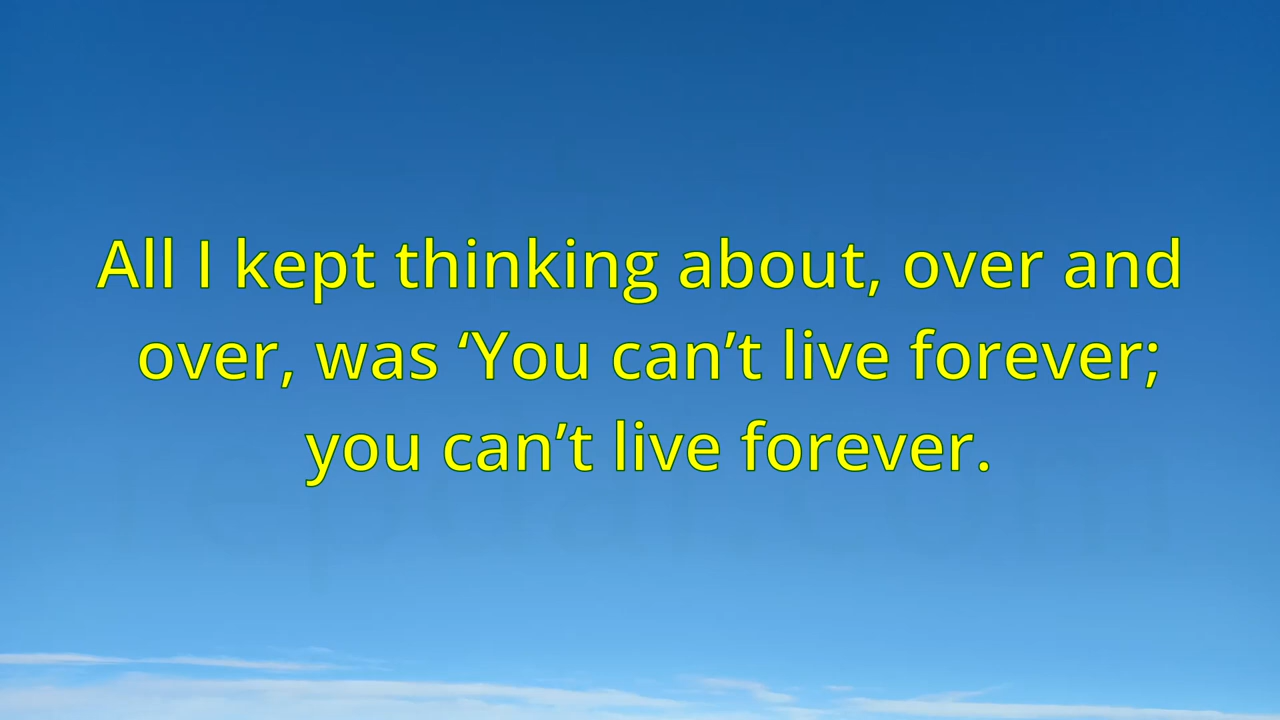 All I kept thinking about, over and
over, was ‘You can’t live forever;
you can’t live forever.